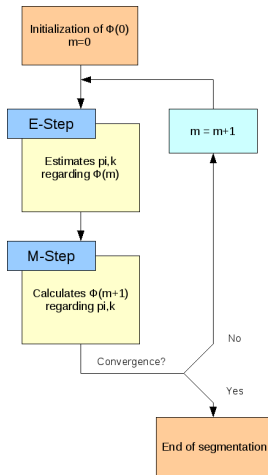 Initialization of Φ(0)
m=0
E-Step
Estimates pi,k
regarding Φ(m)
m = m+1
M-Step
Calculates Φ(m+1)
regarding pi,k
Convergence?
No
Yes
End of segmentation